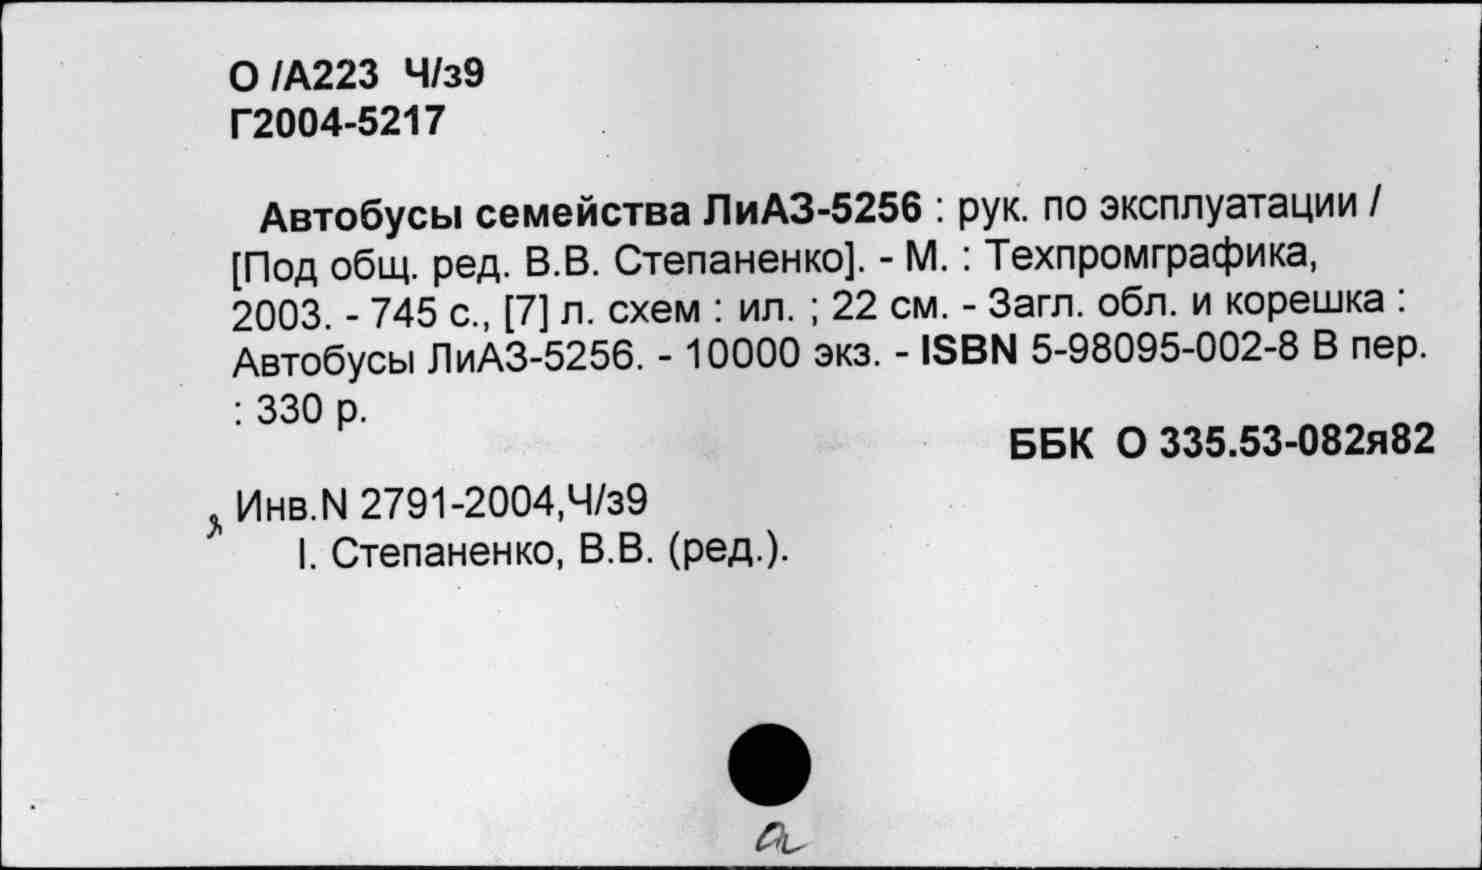 О /А223 Ч/з9
Г2004-5217
Автобусы семейства ЛиАЗ-5256 : рук. по эксплуатации /
[Под общ. ред. В.В. Степаненко]. - М. : Техпромграфика,
2003. - 745 с., [7] л. схем : ил. ; 22 см. - Загл. обл. и корешка :
Автобусы ЛиАЗ-5256. - 10000 экз. - ISBN 5-98095-002-8 В пер.
: 330 р.
ББК О 335.53-082я82
Инв.N 2791-2004,Ч/з9
I. Степаненко, В.В. (ред.).